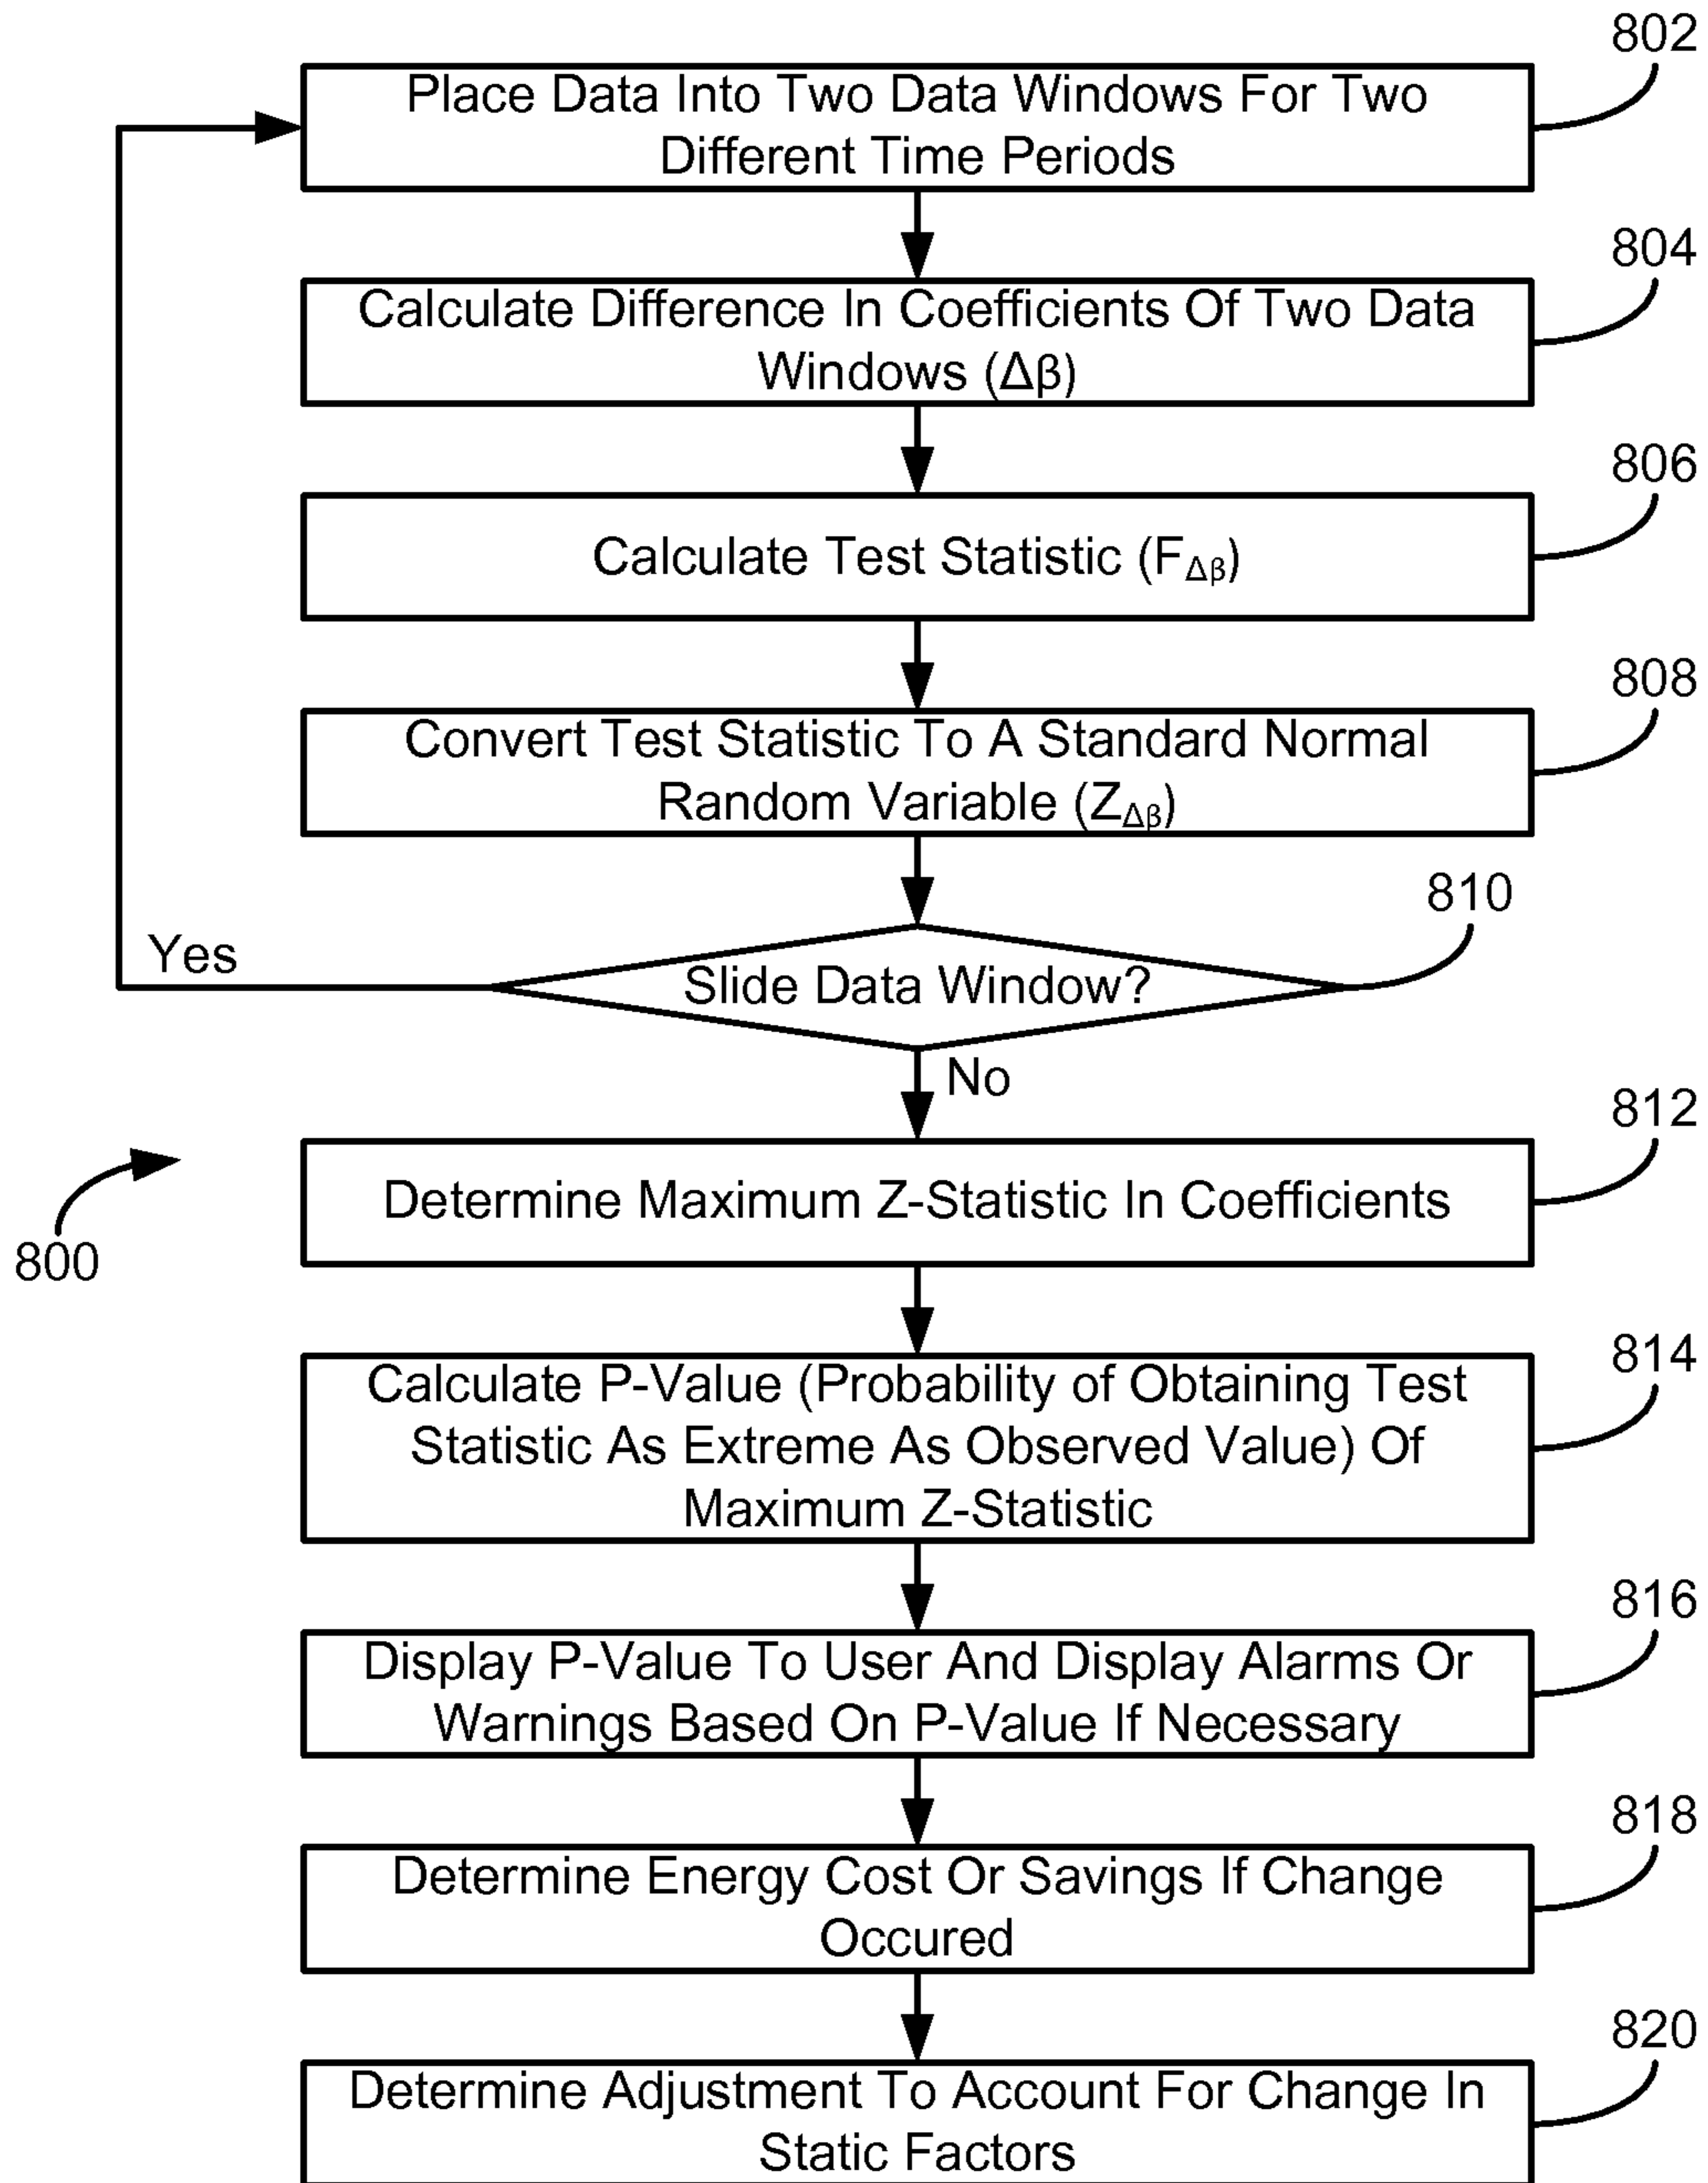 802
Place Data Into Two Data Windows For Two
Different Time Periods
804
Calculate Difference In Coefficients Of Two Data
Windows (Δβ)
806
Calculate Test Statistic (F_Δβ)
808
Convert Test Statistic To A Standard Normal
Random Variable (Z_Δβ)
810
Yes
Slide Data Window?
No
812
Determine Maximum Z-Statistic In Coefficients
800
814
Calculate P-Value (Probability of Obtaining Test
Statistic As Extreme As Observed Value) Of
Maximum Z-Statistic
816
Display P-Value To User And Display Alarms Or
Warnings Based On P-Value If Necessary
818
Determine Energy Cost Or Savings If Change
Occured
820
Determine Adjustment To Account For Change In
Static Factors